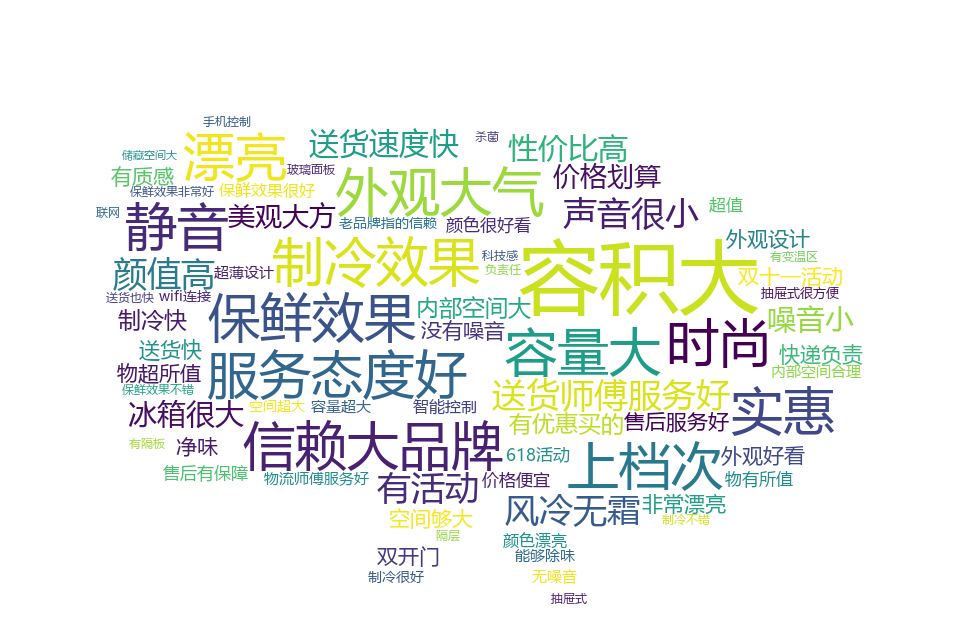 手机控制
漂亮
送货速度快
杀菌
性价比高
储藏空间大
有质感
玻璃面板
价格划算
保鲜效果非常好
保鲜效果很好
外观大气
联网
静音
美观大方
老品牌指的信赖
颜色很好看
声音很小
超值
外观设计
颜值高
超薄设计
制冷效果
科技感
负责任
容积大
有变温区
双十一活动
送货也快
wifi连接
抽屉式很方便
制冷快
保鲜效果
内部空间大
没有噪音
容量大
时尚
噪音小
送货快
快递负责
物超所值
服务态度好
内部空间合理
保鲜效果不错
送货师傅服务好
实惠
冰箱很大
空间超大
容量超大
智能控制
有优惠买的
售后服务好
有隔板
净味
信赖大品牌
618活动
上档次
外观好看
售后有保障
物流师傅服务好
有活动
价格便宜
物有所值
空间够大
风冷无霜
非常漂亮
制冷不错
隔层
颜色漂亮
双开门
能够除味
制冷很好
无噪音
抽屉式